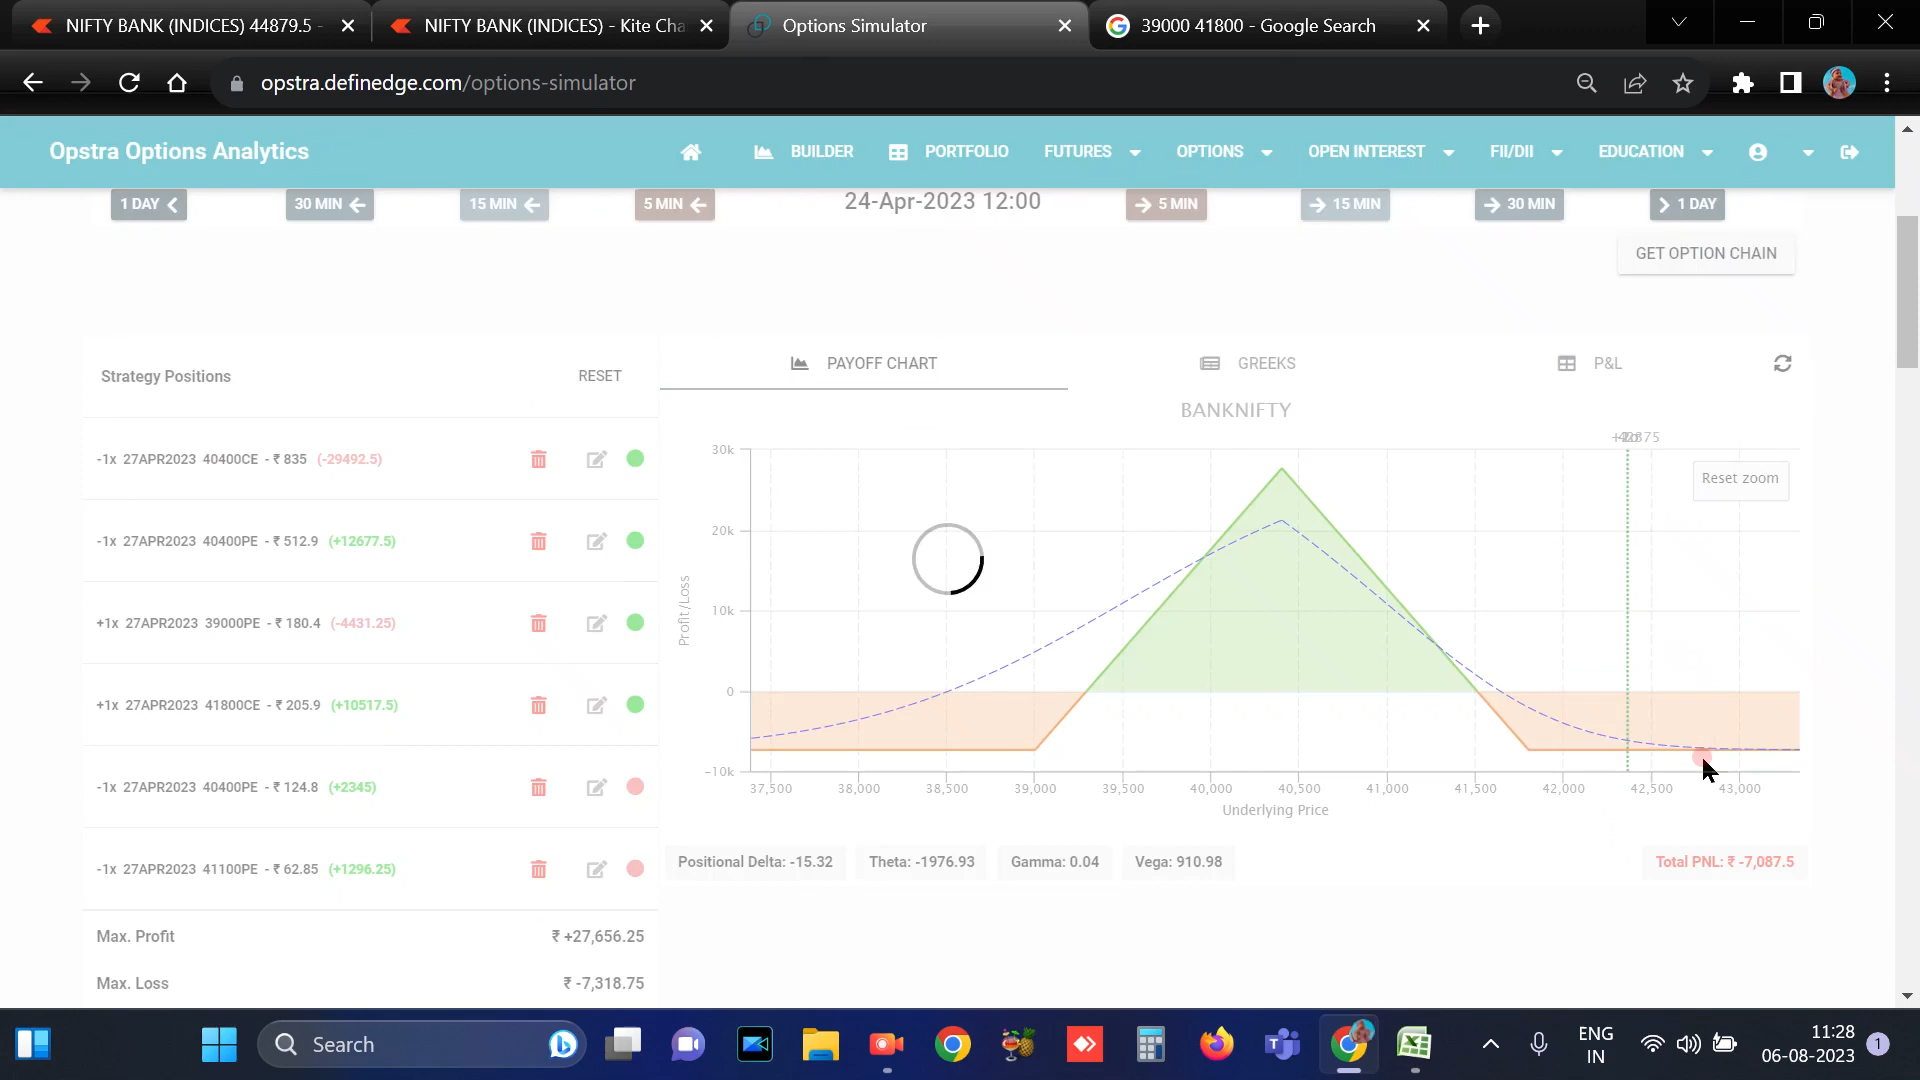 NIFTY BANK (INDICES) 44879.5 -
NIFTY BANK (INDICES) - Kite Cha
Options Simulator
39000 41800 - Google Search
opstra.definedge.com/options-simulator
Opstra Options Analytics
BUILDER
PORTFOLIO
FUTURES
OPTIONS
OPEN INTEREST
FII/DII
EDUCATION
1 DAY
30 MIN
15 MIN
5 MIN
24-Apr-2023 12:00
5 MIN
15 MIN
30 MIN
1 DAY
GET OPTION CHAIN
Strategy Positions
RESET
PAYOFF CHART
GREEKS
P&L
BANKNIFTY
-1x 27APR2023 40400CE - ₹ 835 (-29492.5)
-1x 27APR2023 40400PE - ₹ 512.9 (+12677.5)
+1x 27APR2023 39000PE - ₹ 180.4 (-4431.25)
+1x 27APR2023 41800CE - ₹ 205.9 (+10517.5)
-1x 27APR2023 40400PE - ₹ 124.8 (+2345)
-1x 27APR2023 41100PE - ₹ 62.85 (+1296.25)
Max. Profit
₹ +27,656.25
Max. Loss
₹ -7,318.75
Reset zoom
Profit/Loss
30k
20k
10k
0
-10k
37,500
38,000
38,500
39,000
39,500
40,000
40,500
41,000
41,500
42,000
42,500
43,000
Underlying Price
Positional Delta: -15.32
Theta: -1976.93
Gamma: 0.04
Vega: 910.98
Total PNL: ₹ -7,087.5
Search
ENG
IN
11:28
06-08-2023
1